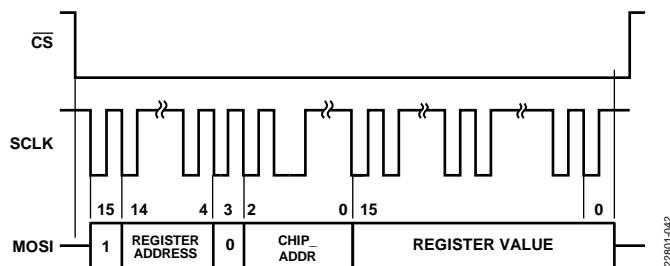 CS
SCLK
15 14 4 3 2 0 15 0
MOSI 1 REGISTER ADDRESS 0 CHIP_ ADDR REGISTER VALUE
22801-042